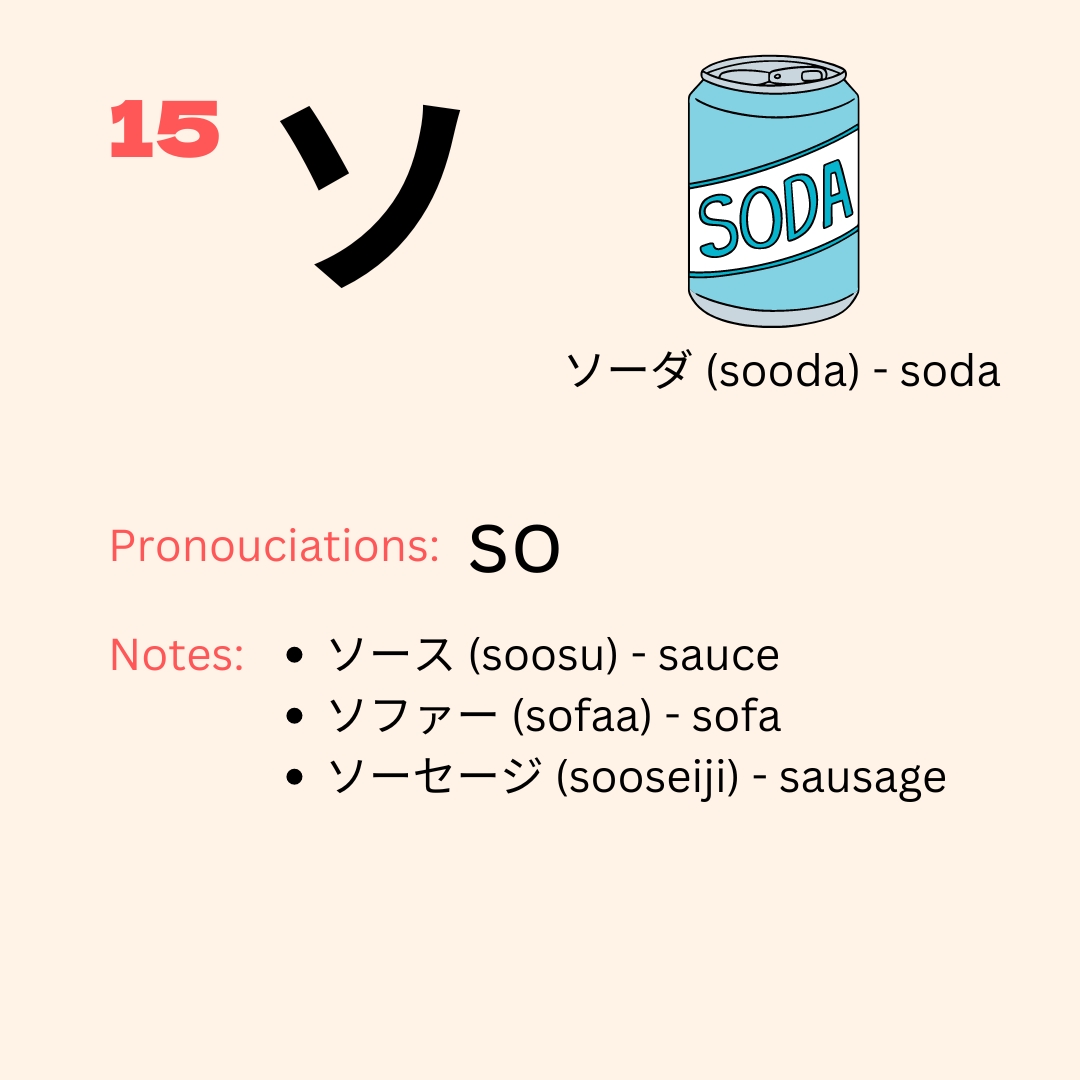 15
ソ
SODA
ソーダ (sooda) - soda
Pronouciations: so
Notes:
• ソース (soosu) - sauce
• ソファー (sofaa) - sofa
• ソーセージ (sooseiji) - sausage